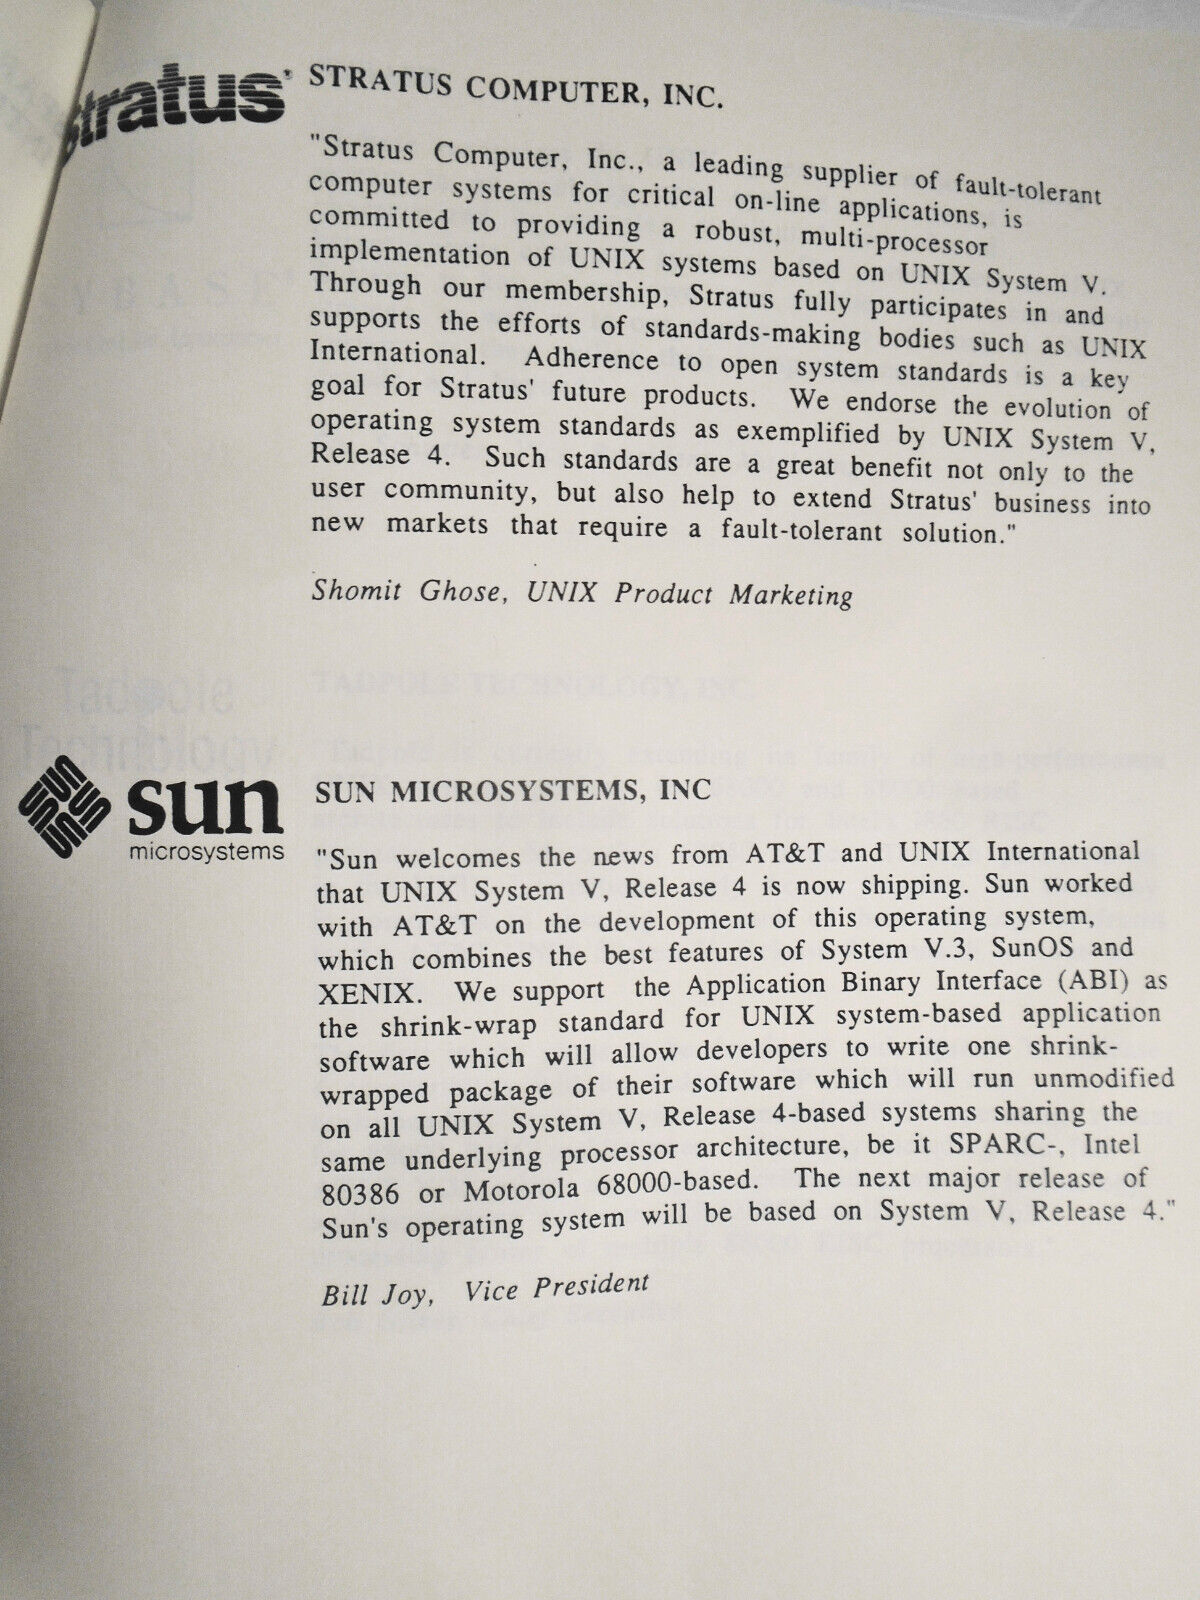 stratus
STRATUS COMPUTER, INC.
"Stratus Computer, Inc., a leading supplier of fault-tolerant
computer systems for critical on-line applications, is
committed to providing a robust, multi-processor
implementation of UNIX systems based on UNIX System V.
Through our membership, Stratus fully participates in and
supports the efforts of standards-making bodies such as UNIX
International. Adherence to open system standards is a key
goal for Stratus' future products. We endorse the evolution of
operating system standards as exemplified by UNIX System V,
Release 4. Such standards are a great benefit not only to the
user community, but also help to extend Stratus' business into
new markets that require a fault-tolerant solution."
Shomit Ghose, UNIX Product Marketing
Tadpole
Technology
TADPOLE TECHNOLOGY, INC.
sun
microsystems
SUN MICROSYSTEMS, INC
"Sun welcomes the news from AT&T and UNIX International
that UNIX System V, Release 4 is now shipping. Sun worked
with AT&T on the development of this operating system,
which combines the best features of System V.3, SunOS and
XENIX. We support the Application Binary Interface (ABI) as
the shrink-wrap standard for UNIX system-based application
software which will allow developers to write one shrink-
wrapped package of their software which will run unmodified
on all UNIX System V, Release 4-based systems sharing the
same underlying processor architecture, be it SPARC-, Intel
80386 or Motorola 68000-based. The next major release of
Sun's operating system will be based on System V, Release 4."
Bill Joy, Vice President